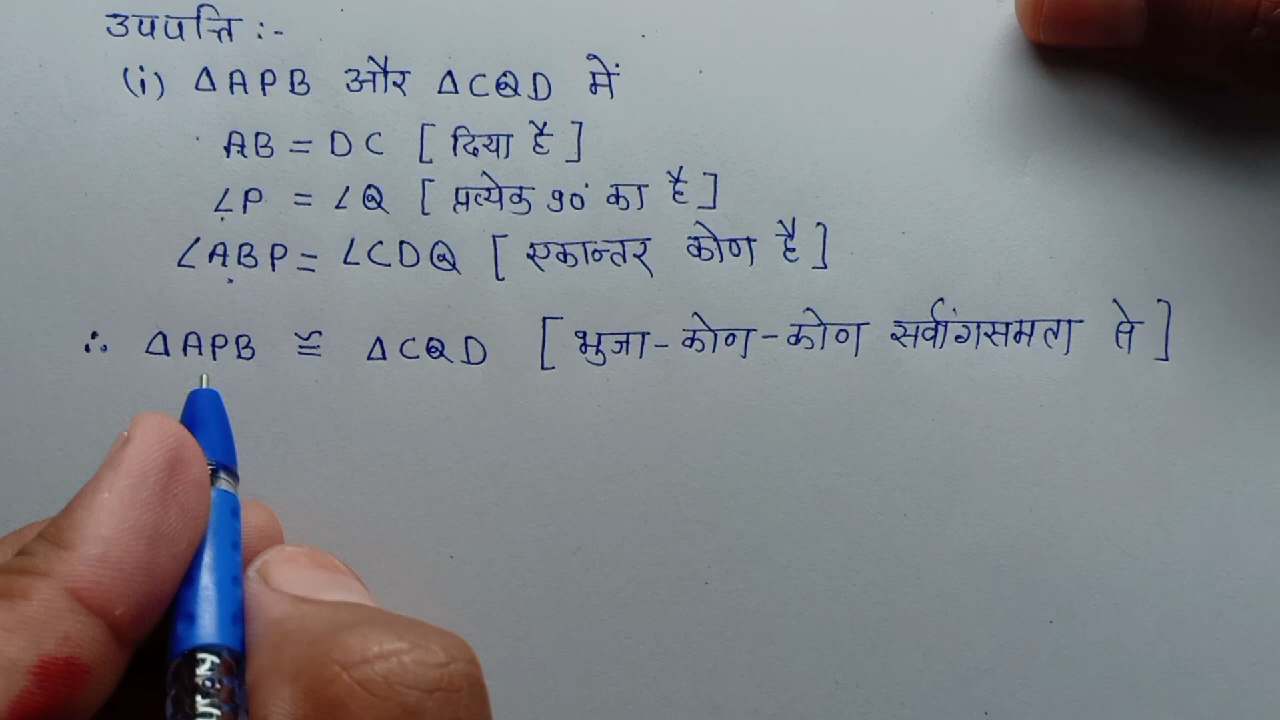 उपपत्ति :-
(i) ΔAPB और ΔCQD में
AB = DC [ दिया है ]
∠P = ∠Q [ प्रत्येक 90° का है ]
∠ABP = ∠CDQ [ एकान्तर कोण है ]
∴ ΔAPB ≅ ΔCQD [ भुजा-कोण-कोण सर्वांगसमता से ]